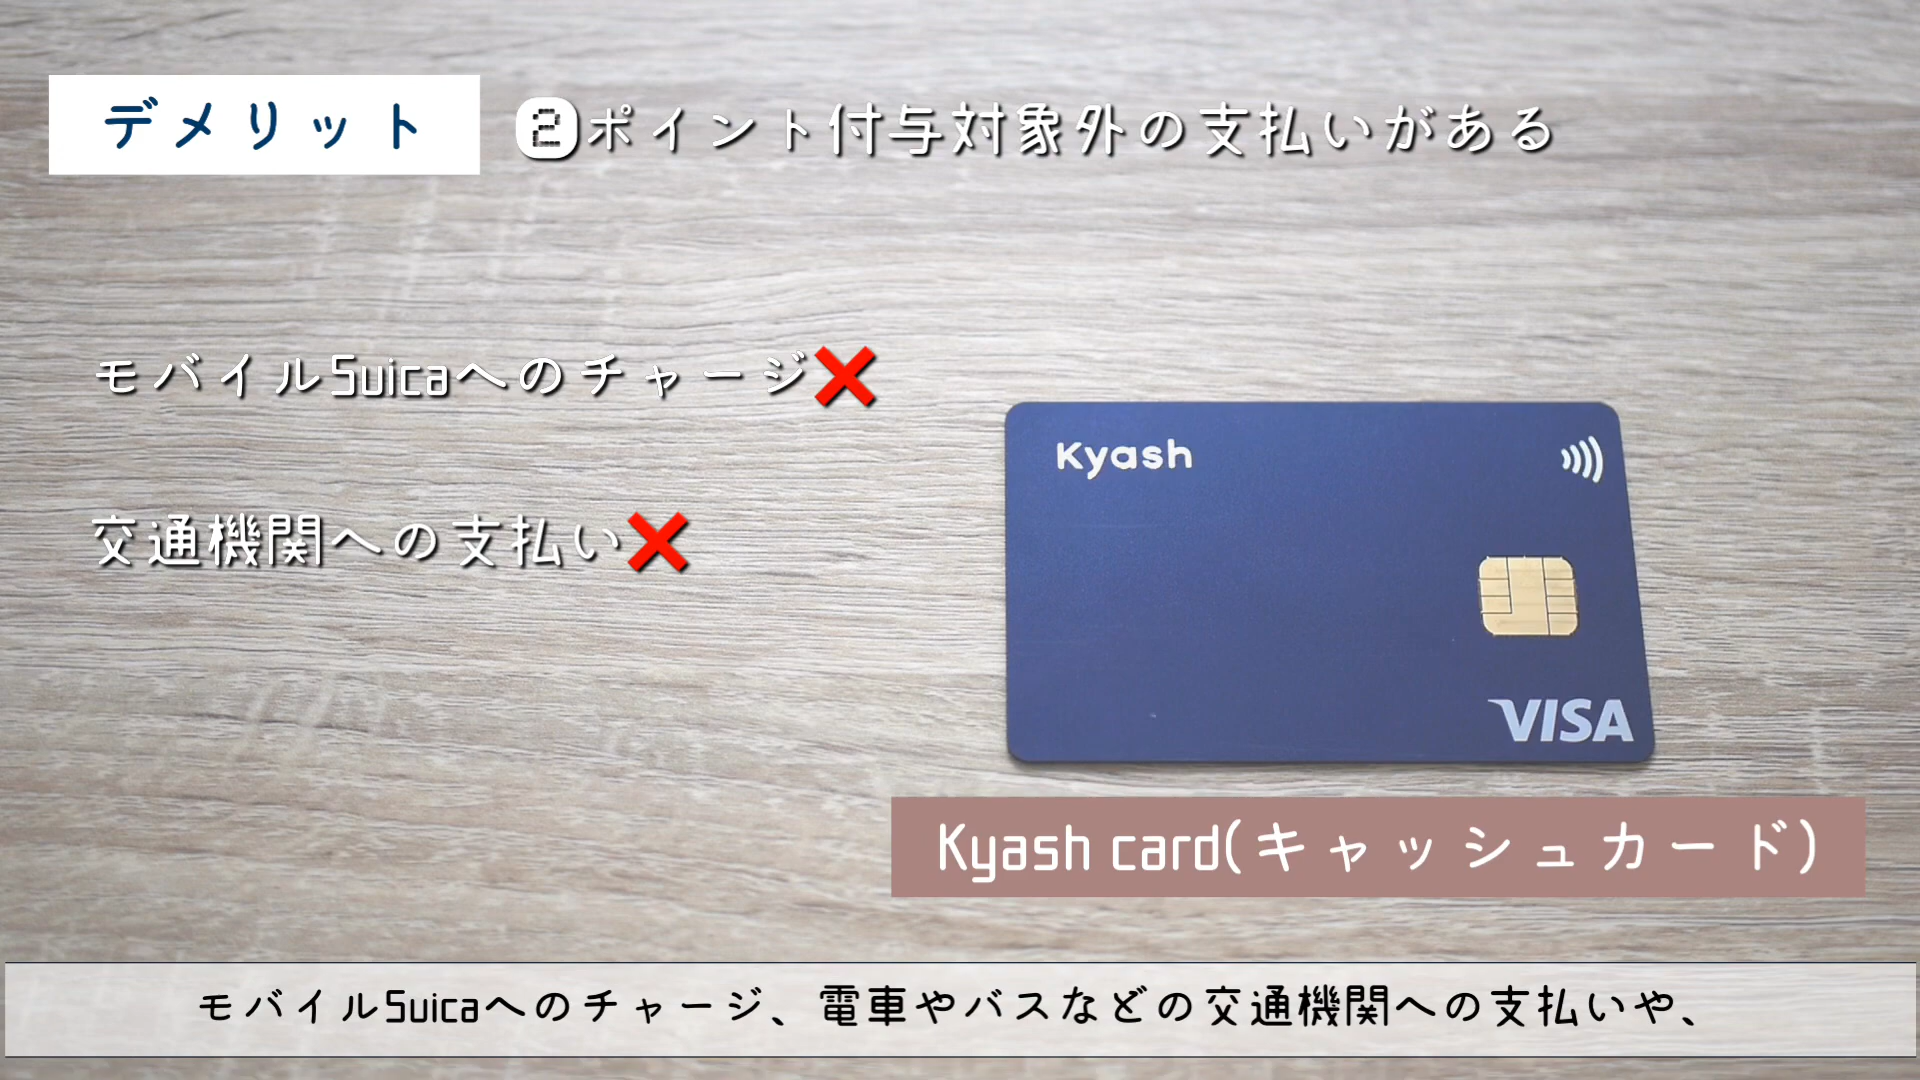 デメリット
❷ポイント付与対象外の支払いがある
モバイルSuicaへのチャージ❌
交通機関への支払い❌
Kyash
VISA
Kyash card(キャッシュカード)
モバイルSuicaへのチャージ、電車やバスなどの交通機関への支払いや、